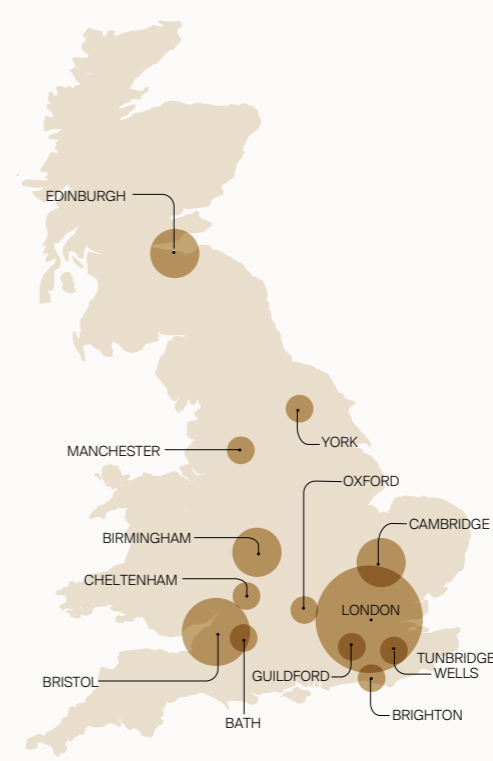 EDINBURGH
YORK
MANCHESTER
OXFORD
CAMBRIDGE
BIRMINGHAM
CHELTENHAM
LONDON
TUNBRIDGE
WELLS
GUILDFORD
BRISTOL
BRIGHTON
BATH